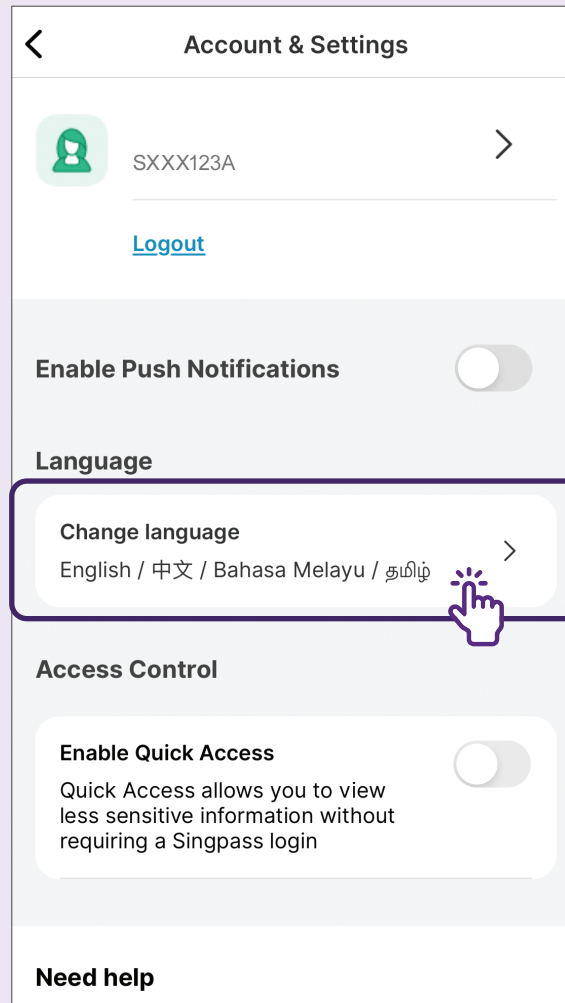 Account & Settings
SXXX123A
Logout
Enable Push Notifications
Language
Change language
English / 中文 / Bahasa Melayu / தமிழ்
Access Control
Enable Quick Access
Quick Access allows you to view
less sensitive information without
requiring a Singpass login
Need help